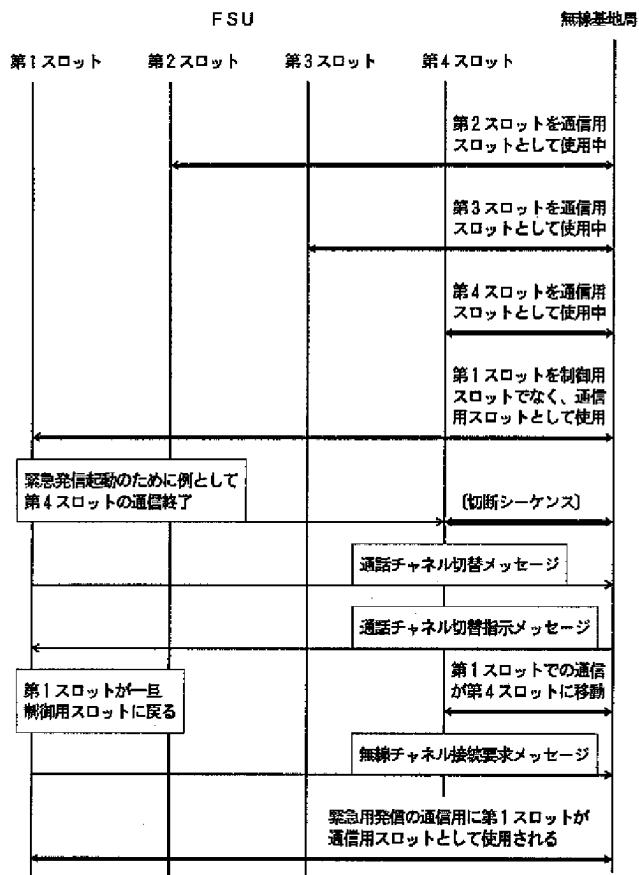 FSU
無線基地局
第1スロット
第2スロット
第3スロット
第4スロット
第2スロットを通信用
スロットとして使用中
第3スロットを通信用
スロットとして使用中
第4スロットを通信用
スロットとして使用中
第1スロットを制御用
スロットでなく、通信
用スロットとして使用
緊急発信起動のために例として
第4スロットの通信終了
〔切断シーケンス〕
通話チャネル切替メッセージ
通話チャネル切替指示メッセージ
第1スロットでの通信
が第4スロットに移動
第1スロットが一旦
制御用スロットに戻る
無線チャネル接続要求メッセージ
緊急用発信の通信用に第1スロットが
通信用スロットとして使用される